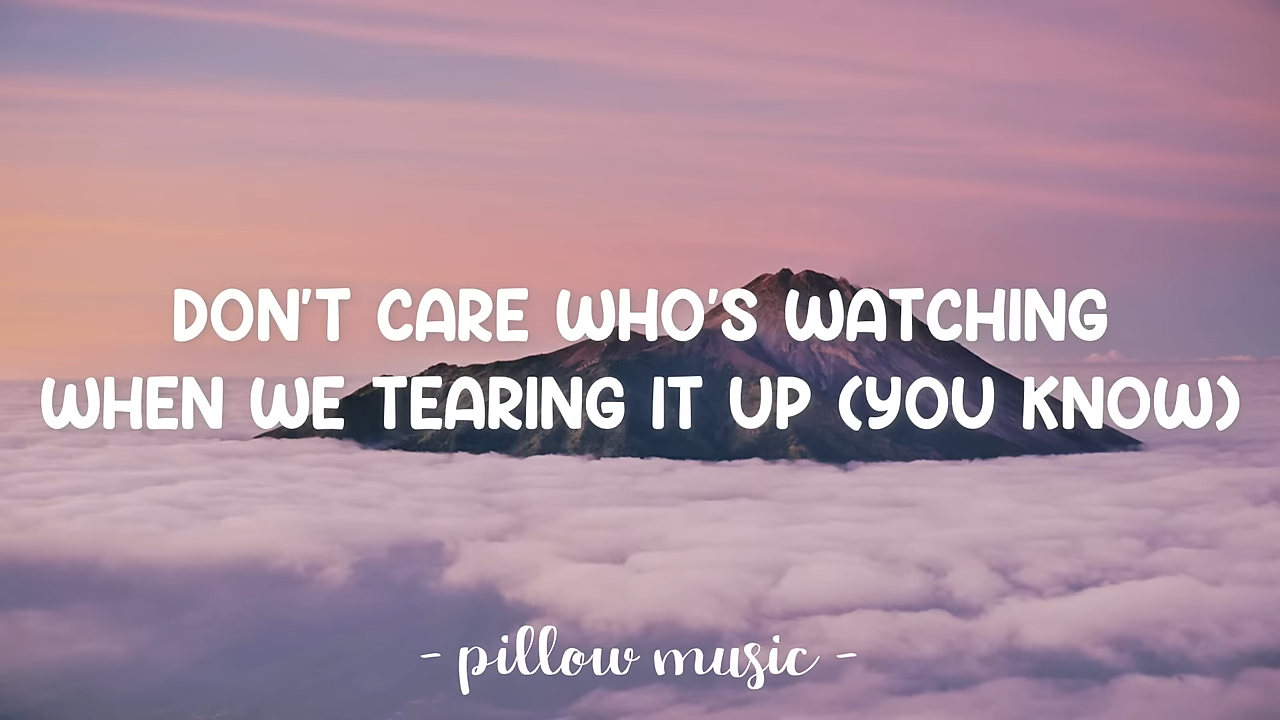 DON'T CARE WHO'S WATCHING
WHEN WE TEARING IT UP (YOU KNOW)
- pillow music -